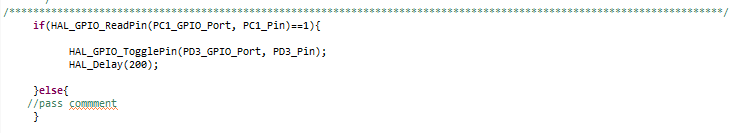 /***********************************************************************************************************************/
if(HAL_GPIO_ReadPin(PC1_GPIO_Port, PC1_Pin)==1){
HAL_GPIO_TogglePin(PD3_GPIO_Port, PD3_Pin);
HAL_Delay(200);
}else{
//pass commment
}